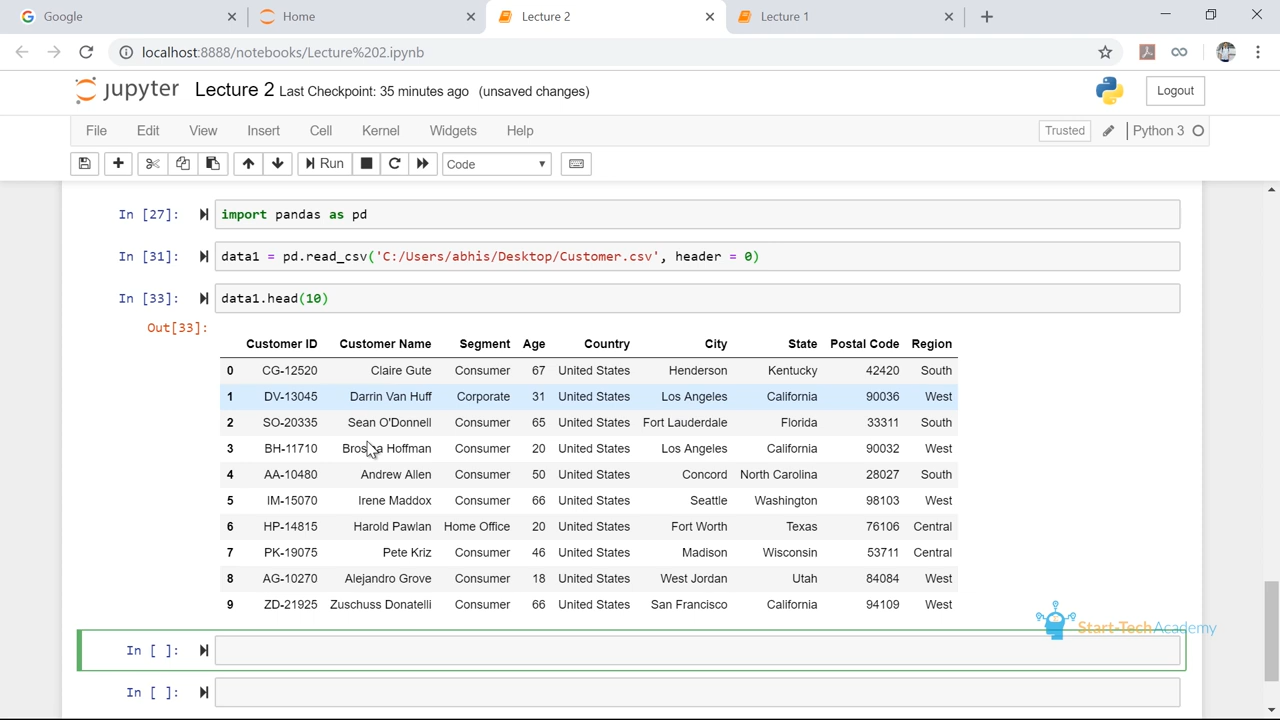 Google
Home
Lecture 2
Lecture 1
localhost:8888/notebooks/Lecture%202.ipynb
jupyter Lecture 2 Last Checkpoint: 35 minutes ago (unsaved changes)
Logout
File Edit View Insert Cell Kernel Widgets Help
Trusted
Python 3
Run
Code
In [27]: import pandas as pd
In [31]: data1 = pd.read_csv('C:/Users/abhis/Desktop/Customer.csv', header = 0)
In [33]: data1.head(10)
Out[33]:
Customer ID Customer Name Segment Age Country City State Postal Code Region
0 CG-12520 Claire Gute Consumer 67 United States Henderson Kentucky 42420 South
1 DV-13045 Darrin Van Huff Corporate 31 United States Los Angeles California 90036 West
2 SO-20335 Sean O'Donnell Consumer 65 United States Fort Lauderdale Florida 33311 South
3 BH-11710 Hoffman Consumer 20 United States Los Angeles California 90032 West
4 AA-10480 Andrew Allen Consumer 50 United States Concord North Carolina 28027 South
5 IM-15070 Irene Maddox Consumer 66 United States Seattle Washington 98103 West
6 HP-14815 Harold Pawlan Home Office 20 United States Fort Worth Texas 76106 Central
7 PK-19075 Pete Kriz Consumer 46 United States Madison Wisconsin 53711 Central
8 AG-10270 Alejandro Grove Consumer 18 United States West Jordan Utah 84084 West
9 ZD-21925 Zuschuss Donatelli Consumer 66 United States San Francisco California 94109 West
Start-Tech Academy
In [ ]:
In [ ]: